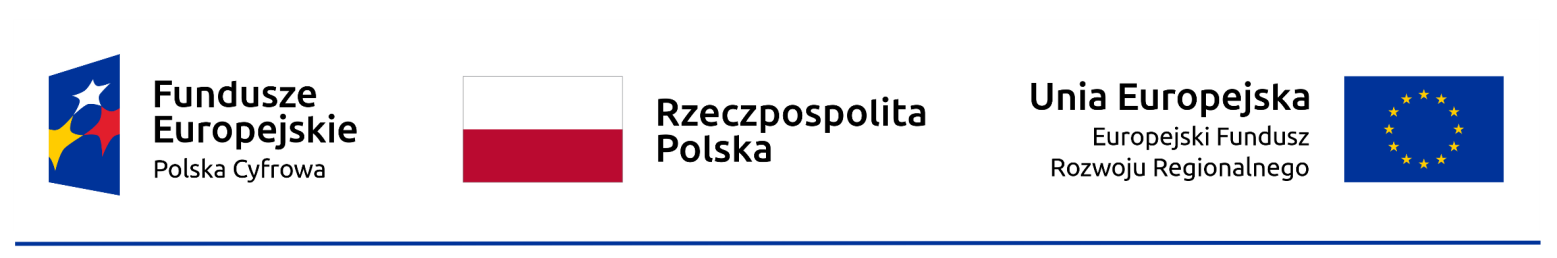 Fundusze
Europejskie
Polska Cyfrowa
Rzeczpospolita
Polska
Unia Europejska
Europejski Fundusz
Rozwoju Regionalnego